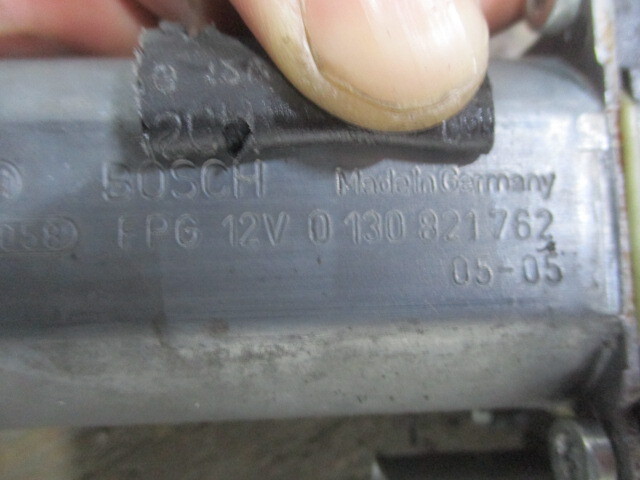 BOSCH Made in Germany
FPG 12V 0 130 821 762
05-05